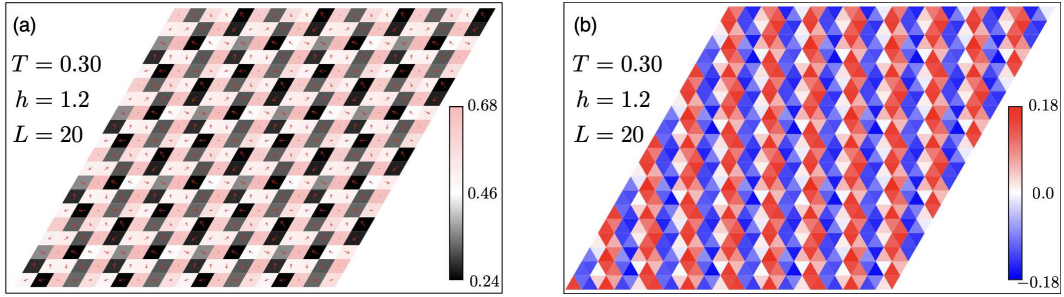 (a)
T = 0.30
h = 1.2
L = 20
0.68
0.46
0.24
(b)
T = 0.30
h = 1.2
L = 20
0.18
0.0
−0.18